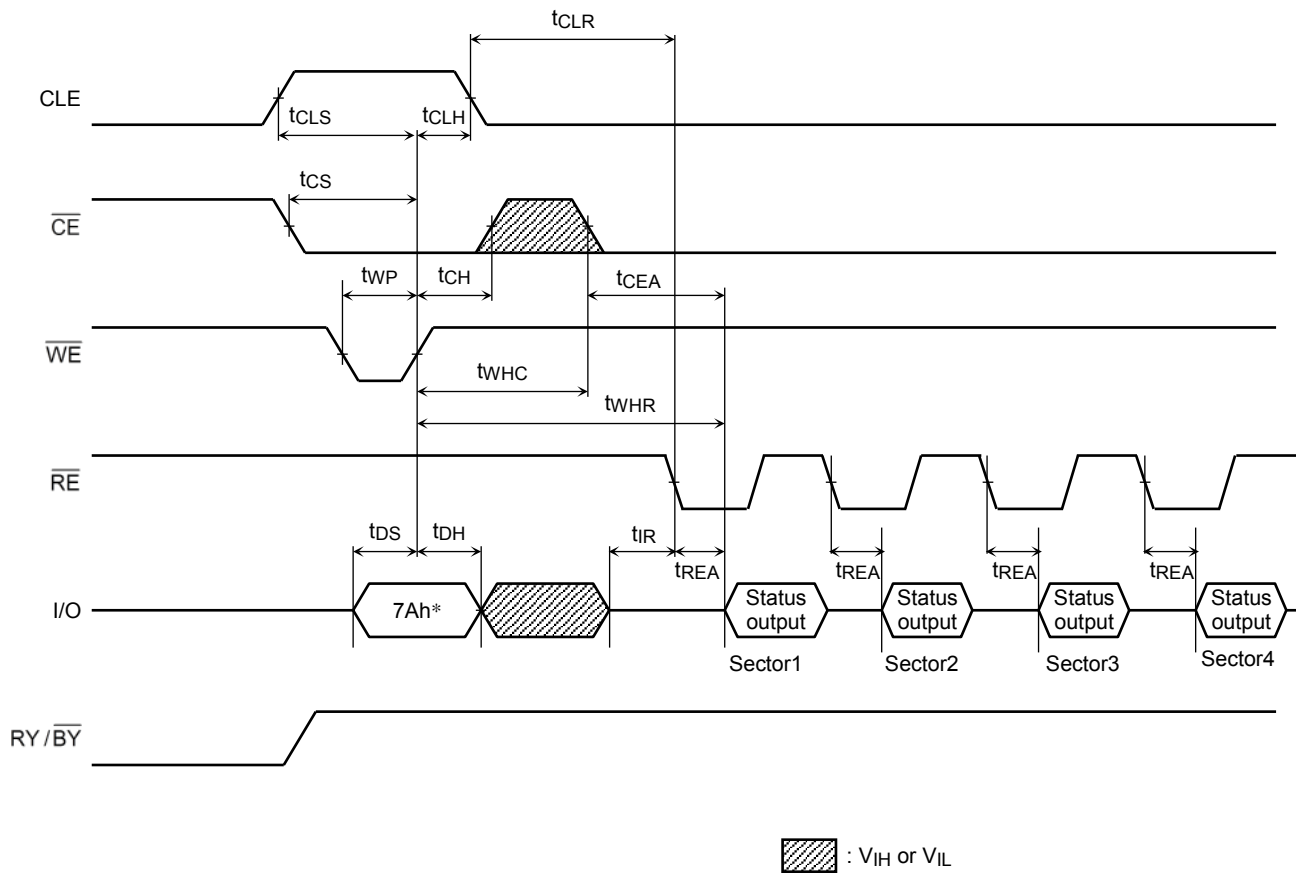 tCLR
CLE
tCLS tCLH
tCS
CE
tWP tCH tCEA
WE
tWHC
tWHR
RE
tDS tDH tIR
tREA tREA tREA tREA
I/O 7Ah* Status output Status output Status output Status output
Sector1 Sector2 Sector3 Sector4
RY/BY
: VIH or VIL